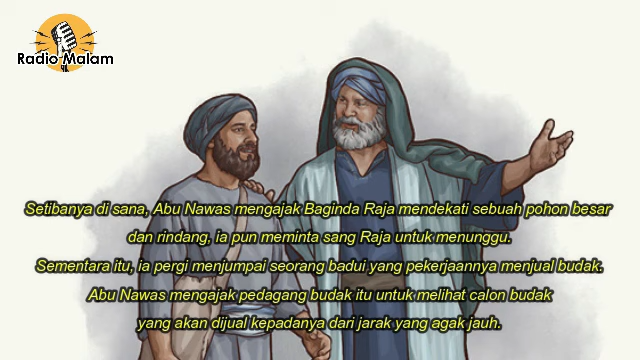 Radio Malam
Setibanya di sana, Abu Nawas mengajak Baginda Raja mendekati sebuah pohon besar
dan rindang, ia pun meminta sang Raja untuk menunggu.
Sementara itu, ia pergi menjumpai seorang badui yang pekerjaannya menjual budak.
Abu Nawas mengajak pedagang budak itu untuk melihat calon budak
yang akan dijual kepadanya dari jarak yang agak jauh.